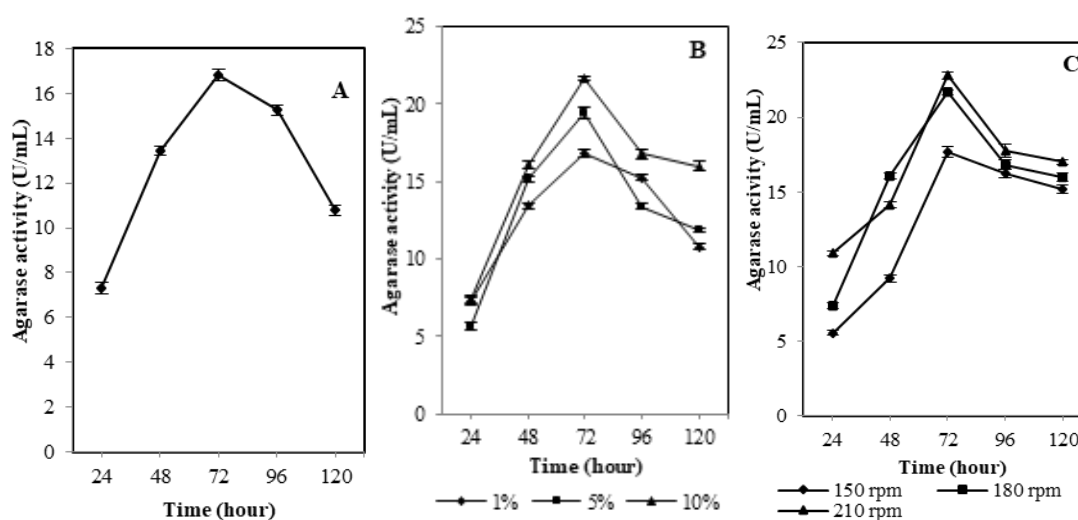 A
Agarase activity (U/mL)
18
16
14
12
10
8
6
4
2
0
24 48 72 96 120
Time (hour)
B
Agarase activity (U/mL)
25
20
15
10
5
0
24 48 72 96 120
Time (hour)
1% 5% 10%
C
Agarase activity (U/mL)
25
20
15
10
5
0
24 48 72 96 120
Time (hour)
150 rpm 180 rpm
210 rpm